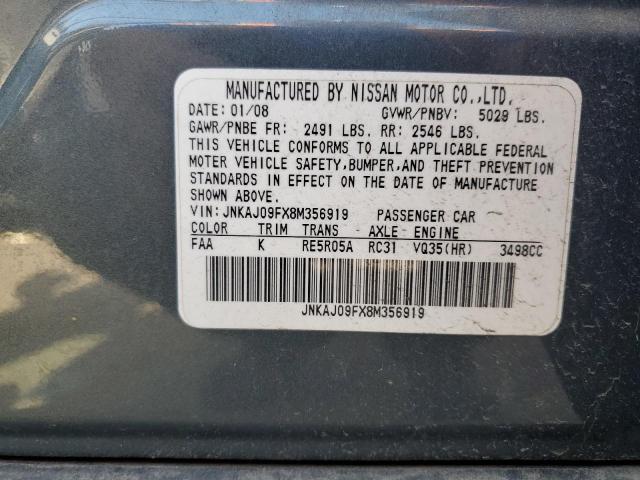 MANUFACTURED BY NISSAN MOTOR CO.,LTD.
DATE: 01/08 GVWR/PNBV: 5029 LBS.
GAWR/PNBE FR: 2491 LBS. RR: 2546 LBS.
THIS VEHICLE CONFORMS TO ALL APPLICABLE FEDERAL
MOTER VEHICLE SAFETY,BUMPER,AND THEFT PREVENTION
STANDARDS IN EFFECT ON THE DATE OF MANUFACTURE
SHOWN ABOVE.
VIN: JNKAJ09FX8M356919 PASSENGER CAR
COLOR TRIM TRANS AXLE ENGINE
FAA K RE5R05A RC31 VQ35(HR) 3498CC
JNKAJ09FX8M356919